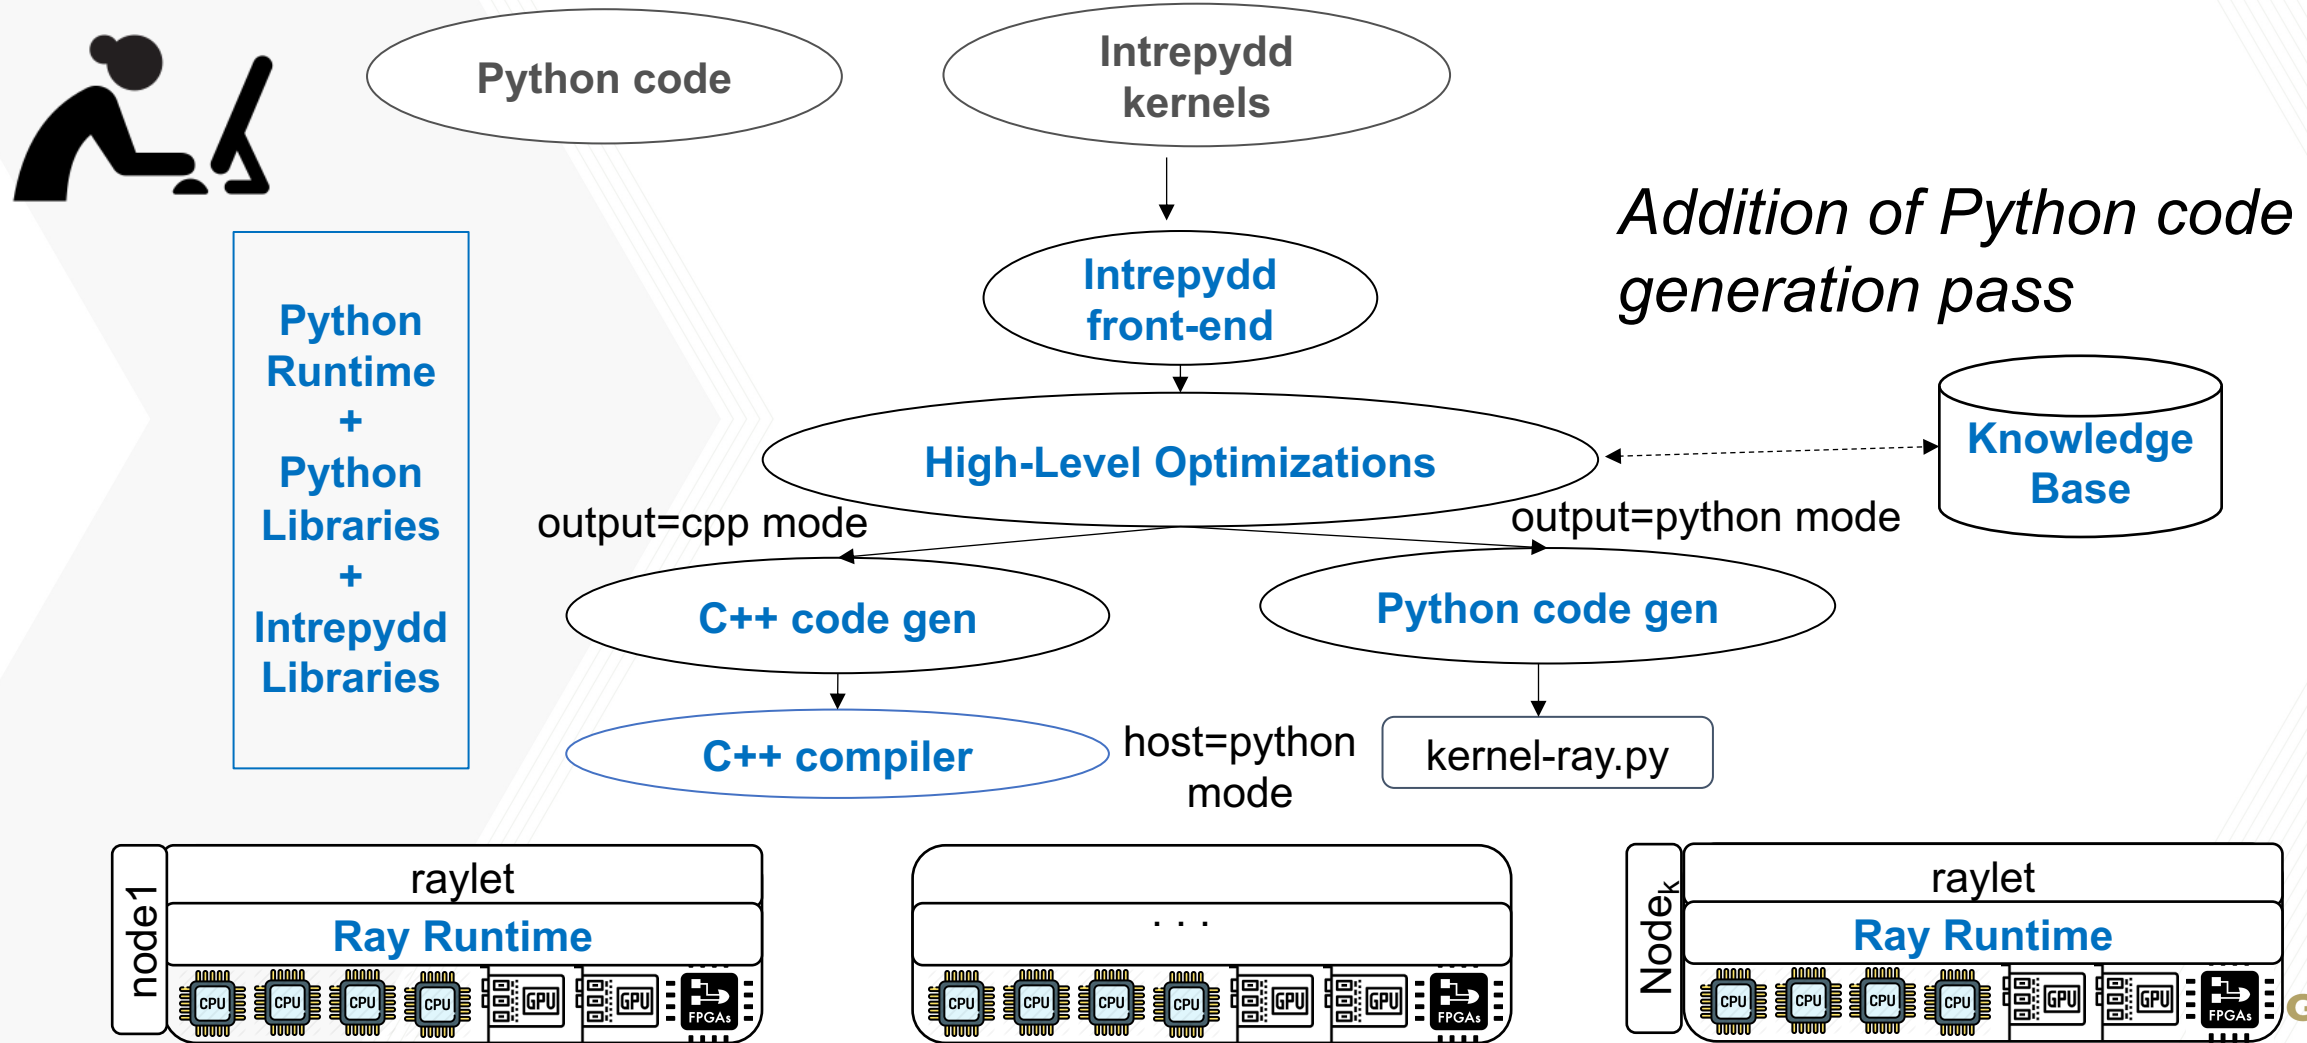 Python code
Intrepydd
kernels
Addition of Python code
generation pass
Python
Runtime
+
Python
Libraries
+
Intrepydd
Libraries
Intrepydd
front-end
High-Level Optimizations
Knowledge
Base
output=cpp mode
output=python mode
C++ code gen
Python code gen
C++ compiler
host=python
mode
kernel-ray.py
node1
raylet
Ray Runtime
CPU CPU CPU CPU GPU GPU FPGAs
. . .
CPU CPU CPU CPU GPU GPU FPGAs
Nodek
raylet
Ray Runtime
CPU CPU CPU CPU GPU GPU FPGAs
G